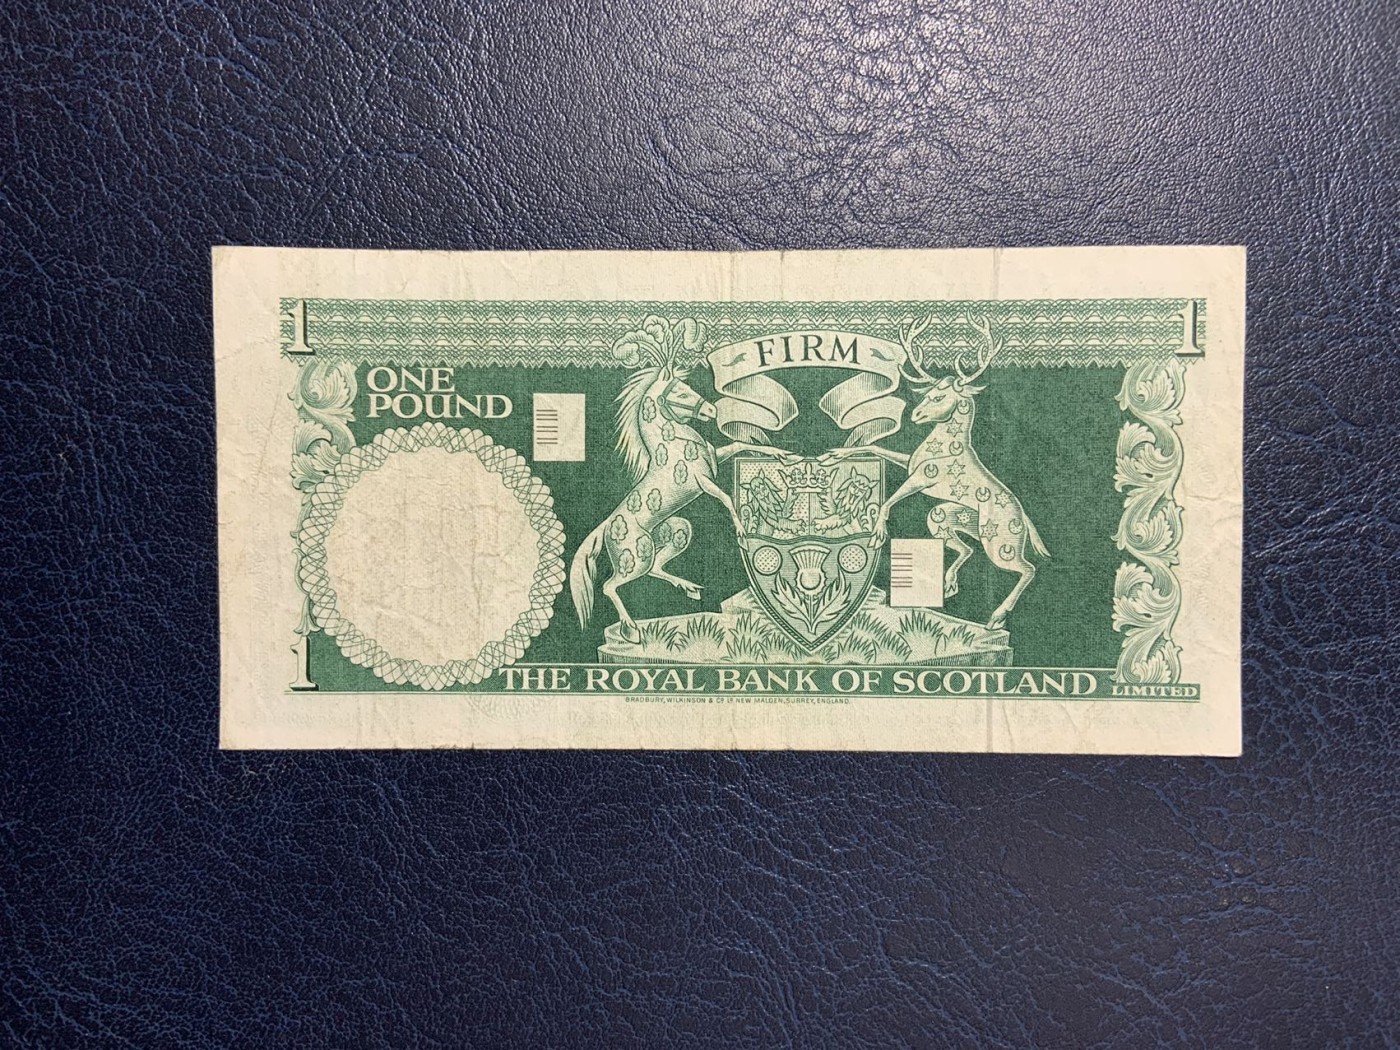 1
1
FIRM
ONE
POUND
1
THE ROYAL BANK OF SCOTLAND LIMITED
BRADBURY, WILKINSON & Cº Lᴰ NEW MALDEN, SURREY, ENGLAND.